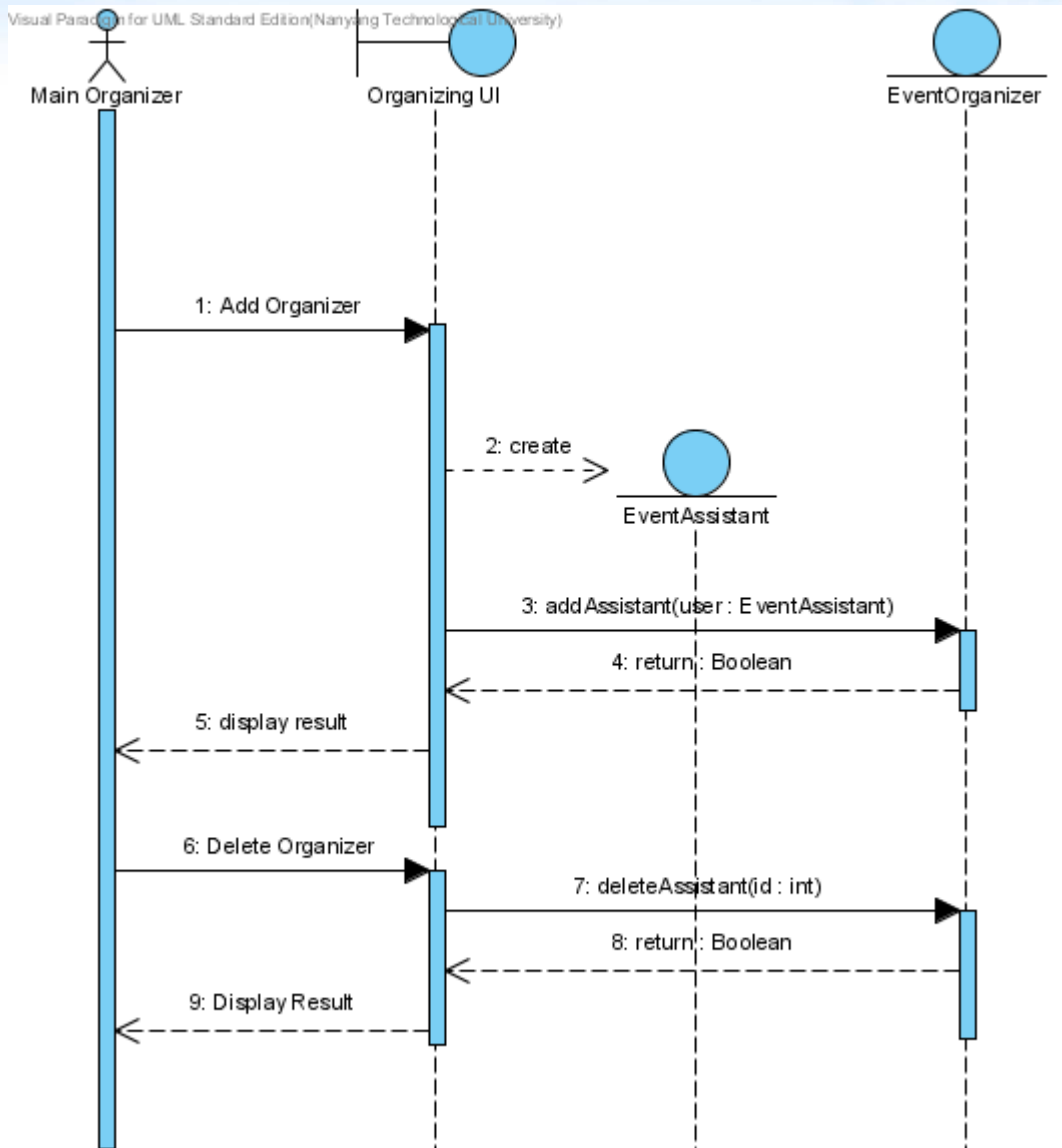 Visual Paradigm for UML Standard Edition(Nanyang Technological University)
Main Organizer
Organizing UI
EventOrganizer
1: Add Organizer
2: create
EventAssistant
3: addAssistant(user : EventAssistant)
4: return : Boolean
5: display result
6: Delete Organizer
7: deleteAssistant(id : int)
8: return : Boolean
9: Display Result